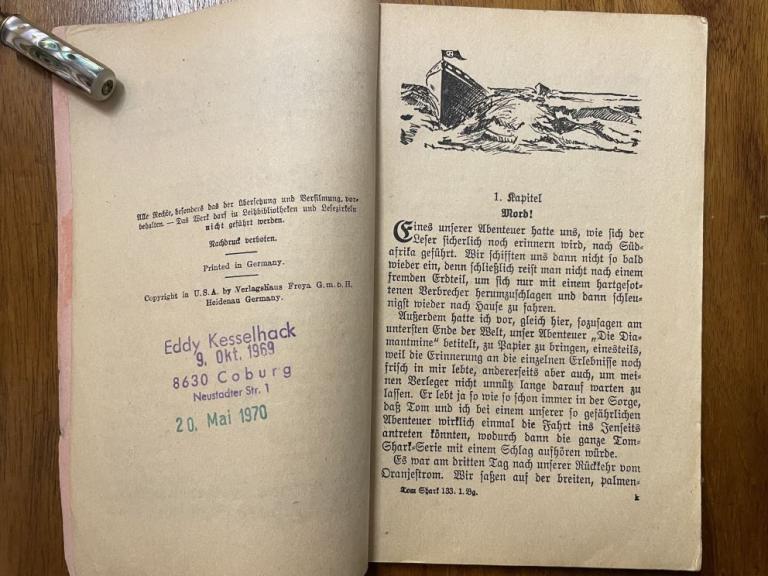 Alle Rechte, besonders das der Übersetzung und Verfilmung, vor-
behalten. — Das Werk darf in Leihbibliotheken und Lesezirkeln
nicht geführt werden.
Nachdruck verboten.
Printed in Germany.
Copyright in U.S.A. by Verlagshaus Freya G.m.b.H.
Heidenau Germany.
Eddy Kesselhack
9. Okt. 1969
8630 Coburg
Neustadter Str. 1
20. Mai 1970
1. Kapitel
Mord!
Eines unserer Abenteuer hatte uns, wie sich der
Leser sicherlich noch erinnern wird, nach Süd-
afrika geführt. Wir schifften uns dann nicht so bald
wieder ein, denn schließlich reist man nicht nach einem
fremden Erdteil, um sich nur mit einem hartgesot-
tenen Verbrecher herumzuschlagen und dann schleu-
nigst wieder nach Hause zu fahren.
Außerdem hatte ich vor, gleich hier, sozusagen am
untersten Ende der Welt, unser Abenteuer „Die Dia-
mantmine“ betitelt, zu Papier zu bringen, einesteils,
weil die Erinnerung an die einzelnen Erlebnisse noch
frisch in mir lebte, andererseits aber auch, um mei-
nen Verleger nicht unnütz lange darauf warten zu
lassen. Er lebt ja so wie so schon immer in der Sorge,
daß Tom und ich bei einem unserer so gefährlichen
Abenteuer wirklich einmal die Fahrt ins Jenseits
antreten könnten, wodurch dann die ganze Tom-
Shark-Serie mit einem Schlag aufhören würde.
Es war am dritten Tag nach unserer Rückkehr vom
Oranjestrom. Wir saßen auf der breiten, palmen-
Tom Shark 133. 1. Bg.
k